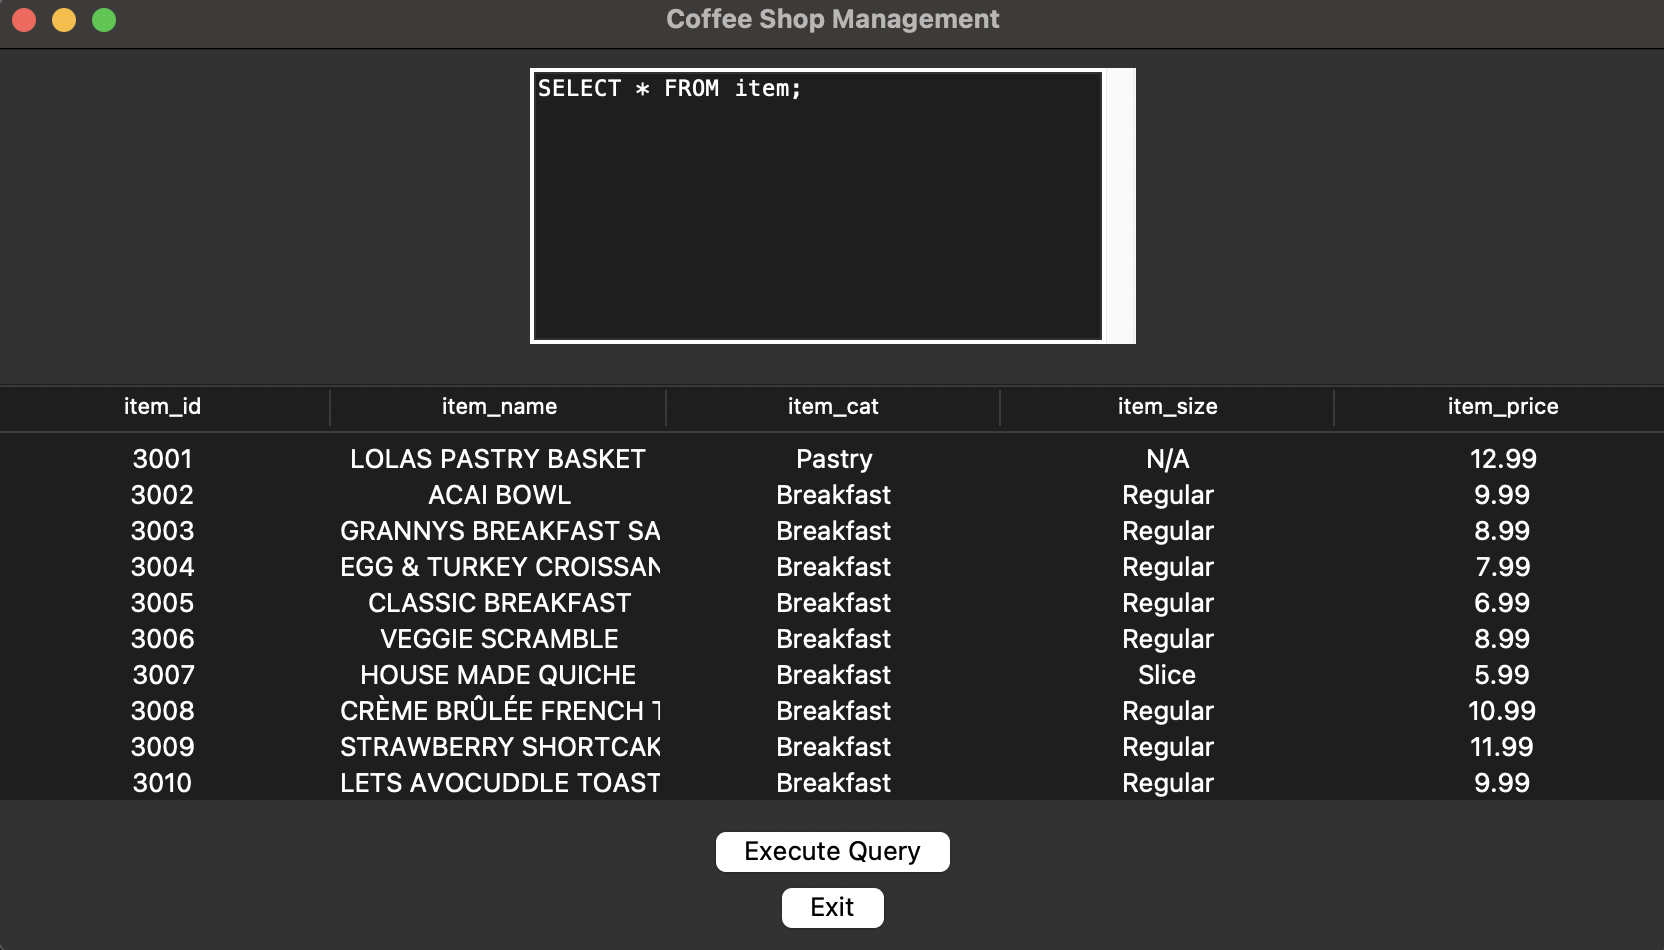 Coffee Shop Management
SELECT * FROM item;
item_id item_name item_cat item_size item_price
3001 LOLAS PASTRY BASKET Pastry N/A 12.99
3002 ACAI BOWL Breakfast Regular 9.99
3003 GRANNYS BREAKFAST SA Breakfast Regular 8.99
3004 EGG & TURKEY CROISSAN Breakfast Regular 7.99
3005 CLASSIC BREAKFAST Breakfast Regular 6.99
3006 VEGGIE SCRAMBLE Breakfast Regular 8.99
3007 HOUSE MADE QUICHE Breakfast Slice 5.99
3008 CRÈME BRÛLÉE FRENCH T Breakfast Regular 10.99
3009 STRAWBERRY SHORTCAK Breakfast Regular 11.99
3010 LETS AVOCUDDLE TOAST Breakfast Regular 9.99
Execute Query
Exit